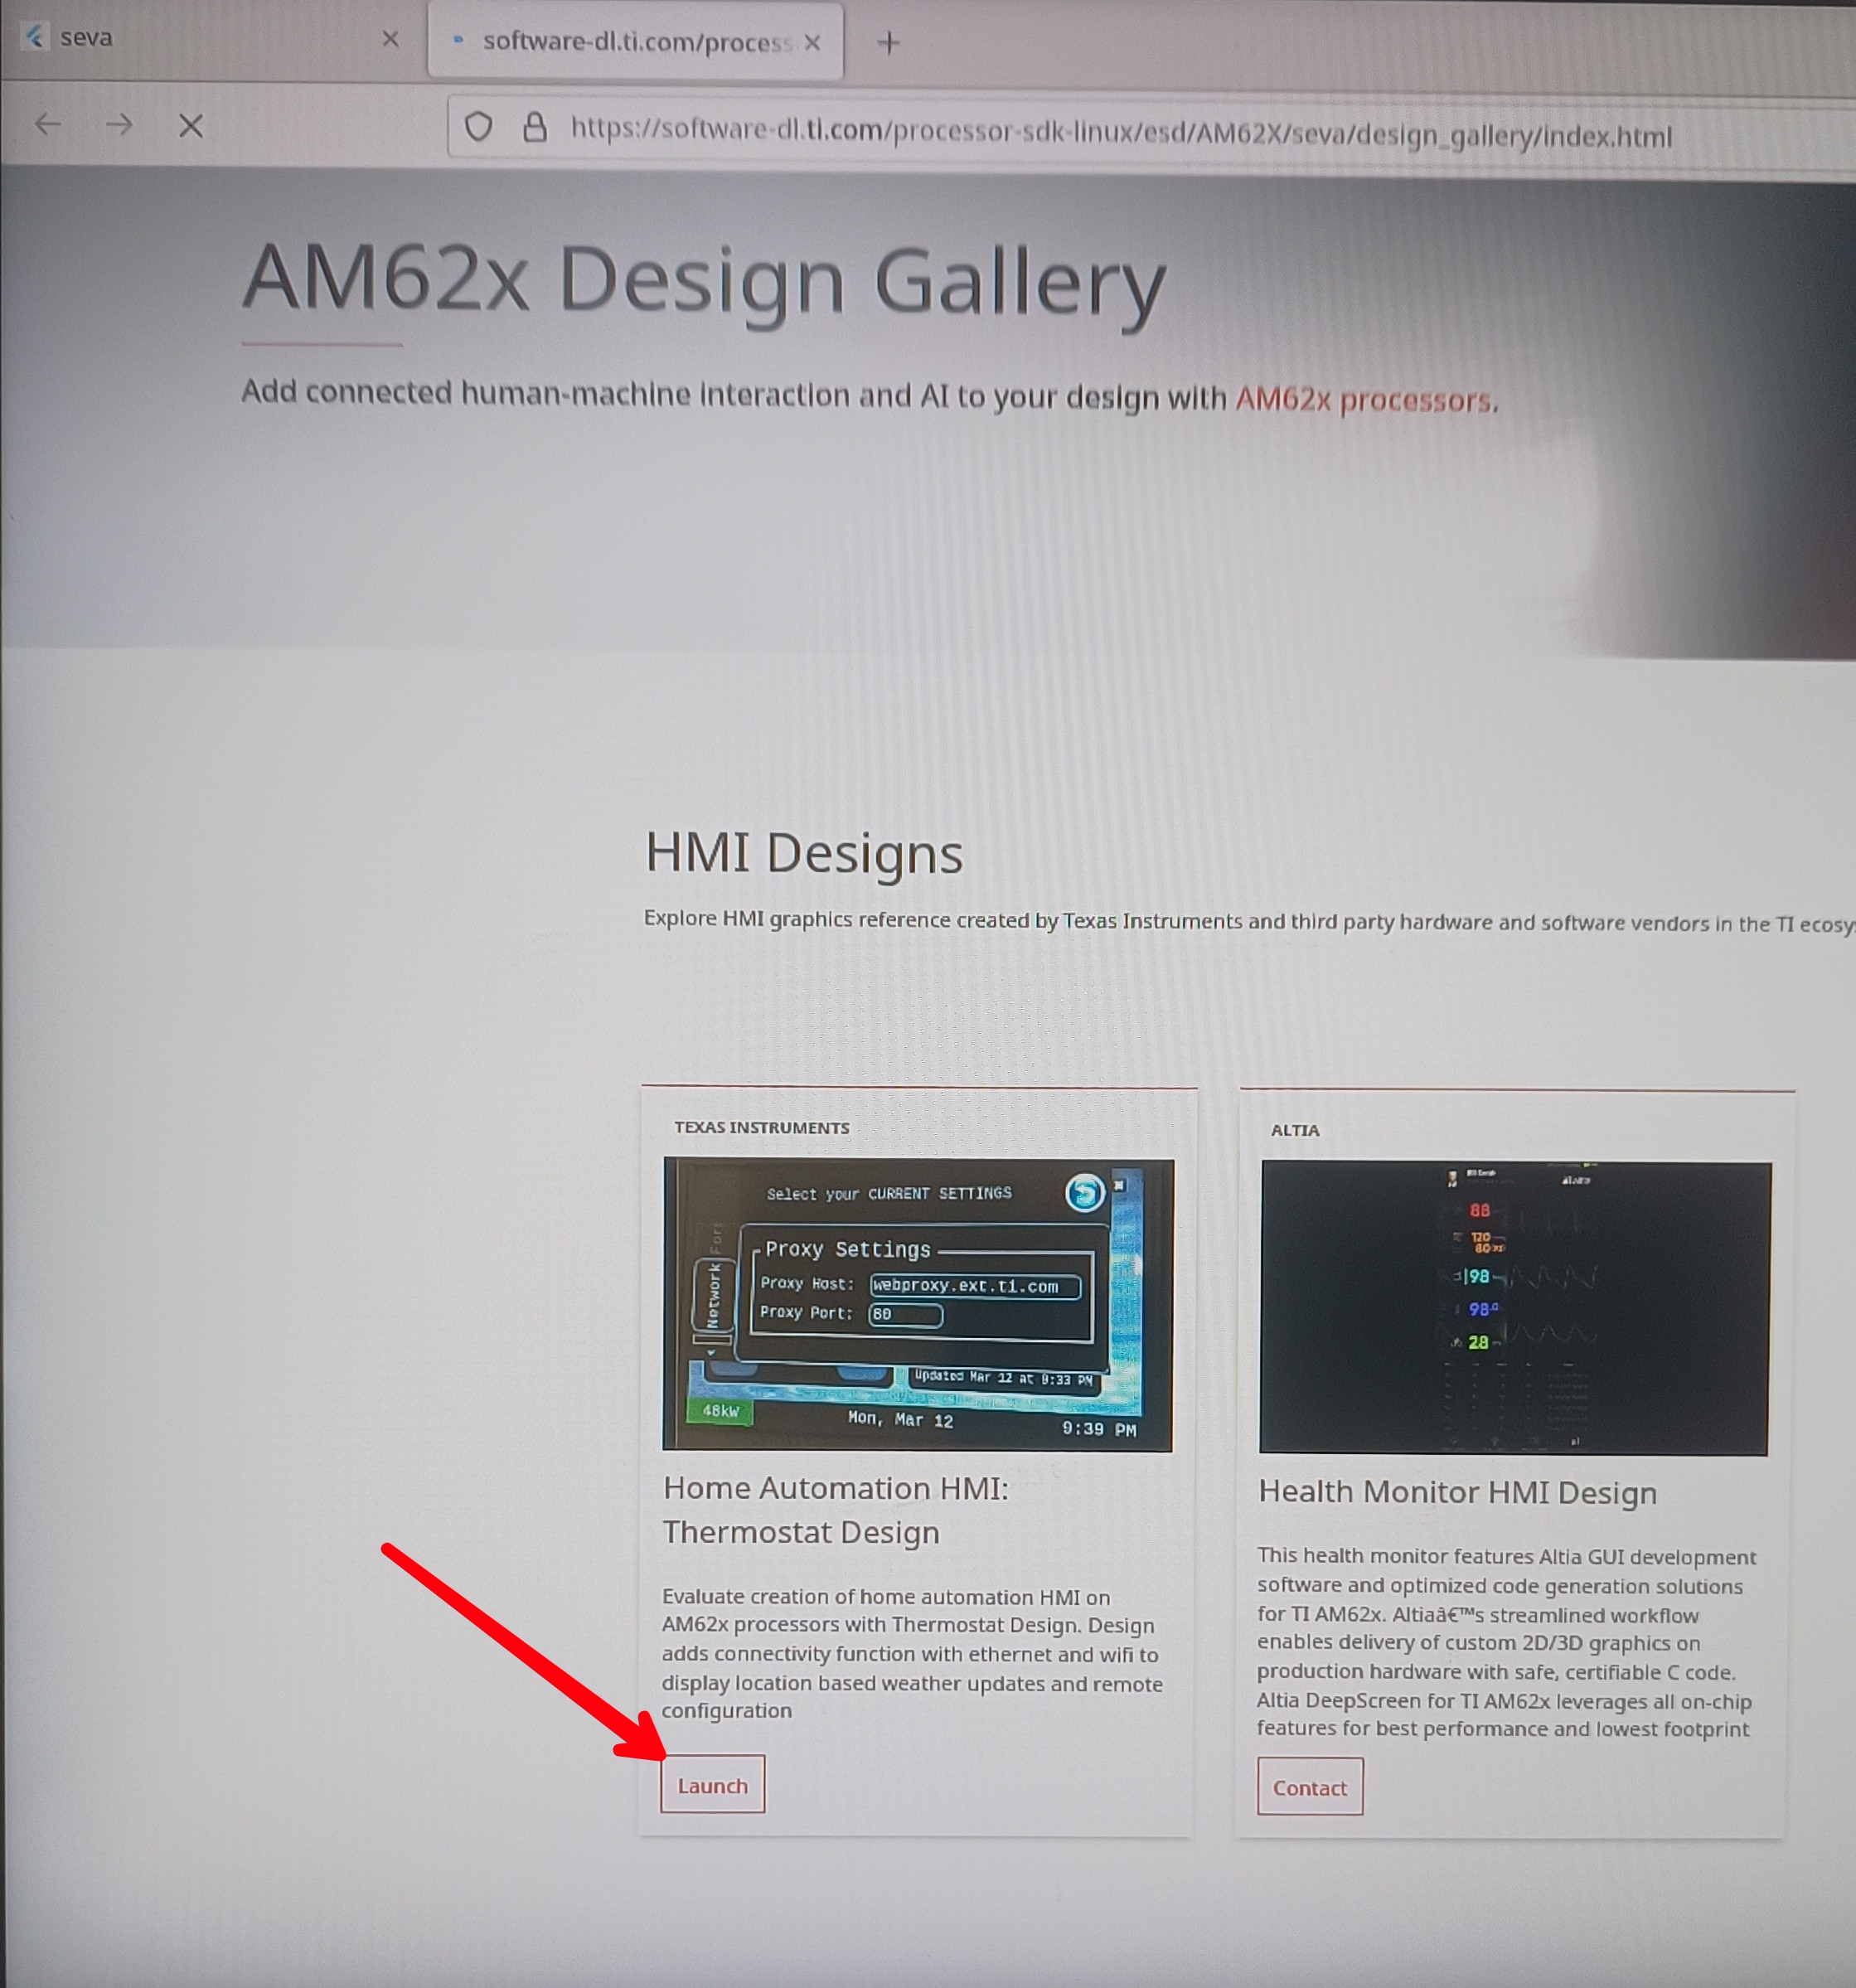 seva
software-dl.ti.com/process
https://software-dl.ti.com/processor-sdk-linux/esd/AM62X/seva/design_gallery/index.html
AM62x Design Gallery
Add connected human-machine interaction and AI to your design with AM62x processors.
HMI Designs
Explore HMI graphics reference created by Texas Instruments and third party hardware and software vendors in the TI ecosy
TEXAS INSTRUMENTS
Select your CURRENT SETTINGS
Network
Proxy Settings
Proxy Host: webproxy.ext.ti.com
Proxy Port: 80
Updated Mar 12 at 9:33 PM
48kW
Mon, Mar 12
9:39 PM
Home Automation HMI:
Thermostat Design
Evaluate creation of home automation HMI on
AM62x processors with Thermostat Design. Design
adds connectivity function with ethernet and wifi to
display location based weather updates and remote
configuration
Launch
ALTIA
88
120
80
98
98
28
Health Monitor HMI Design
This health monitor features Altia GUI development
software and optimized code generation solutions
for TI AM62x. Altiaâ€™s streamlined workflow
enables delivery of custom 2D/3D graphics on
production hardware with safe, certifiable C code.
Altia DeepScreen for TI AM62x leverages all on-chip
features for best performance and lowest footprint
Contact